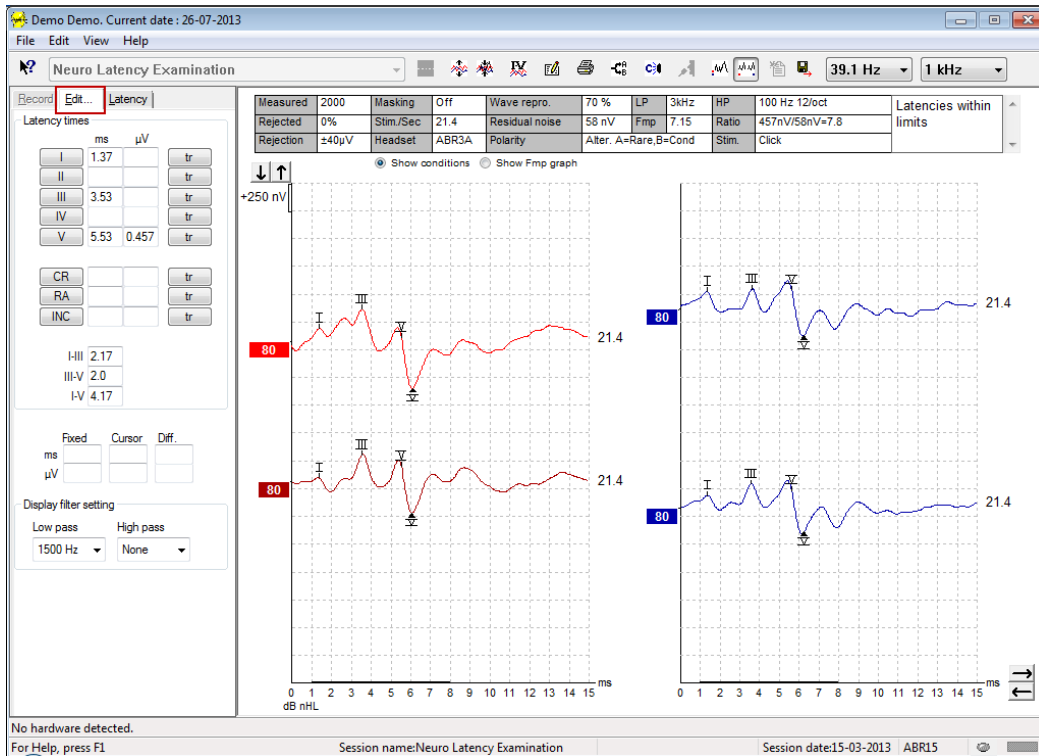 Demo Demo. Current date : 26-07-2013
File Edit View Help
Neuro Latency Examination 39.1 Hz 1 kHz
Record Edit... Latency
Latency times
ms µV
I 1.37 tr
II tr
III 3.53 tr
IV tr
V 5.53 0.457 tr
CR tr
RA tr
INC tr
I-III 2.17
III-V 2.0
I-V 4.17
Fixed Cursor Diff.
ms
µV
Display filter setting
Low pass High pass
1500 Hz None
Measured 2000 Masking Off Wave repro. 70 % LP 3kHz HP 100 Hz 12/oct
Rejected 0% Stim./Sec 21.4 Residual noise 58 nV Fmp 7.15 Ratio 457nV/58nV=7.8
Rejection ±40µV Headset ABR3A Polarity Alter. A=Rare,B=Cond Stim. Click
Latencies within
limits
Show conditions Show Fmp graph
+250 nV
I III V
80 21.4
V
I III V
80 21.4
V
I III V
80 21.4
V
I III V
80 21.4
V
ms
0 1 2 3 4 5 6 7 8 9 10 11 12 13 14 15
dB nHL
ms
0 1 2 3 4 5 6 7 8 9 10 11 12 13 14 15
No hardware detected.
For Help, press F1 Session name:Neuro Latency Examination Session date:15-03-2013 ABR15